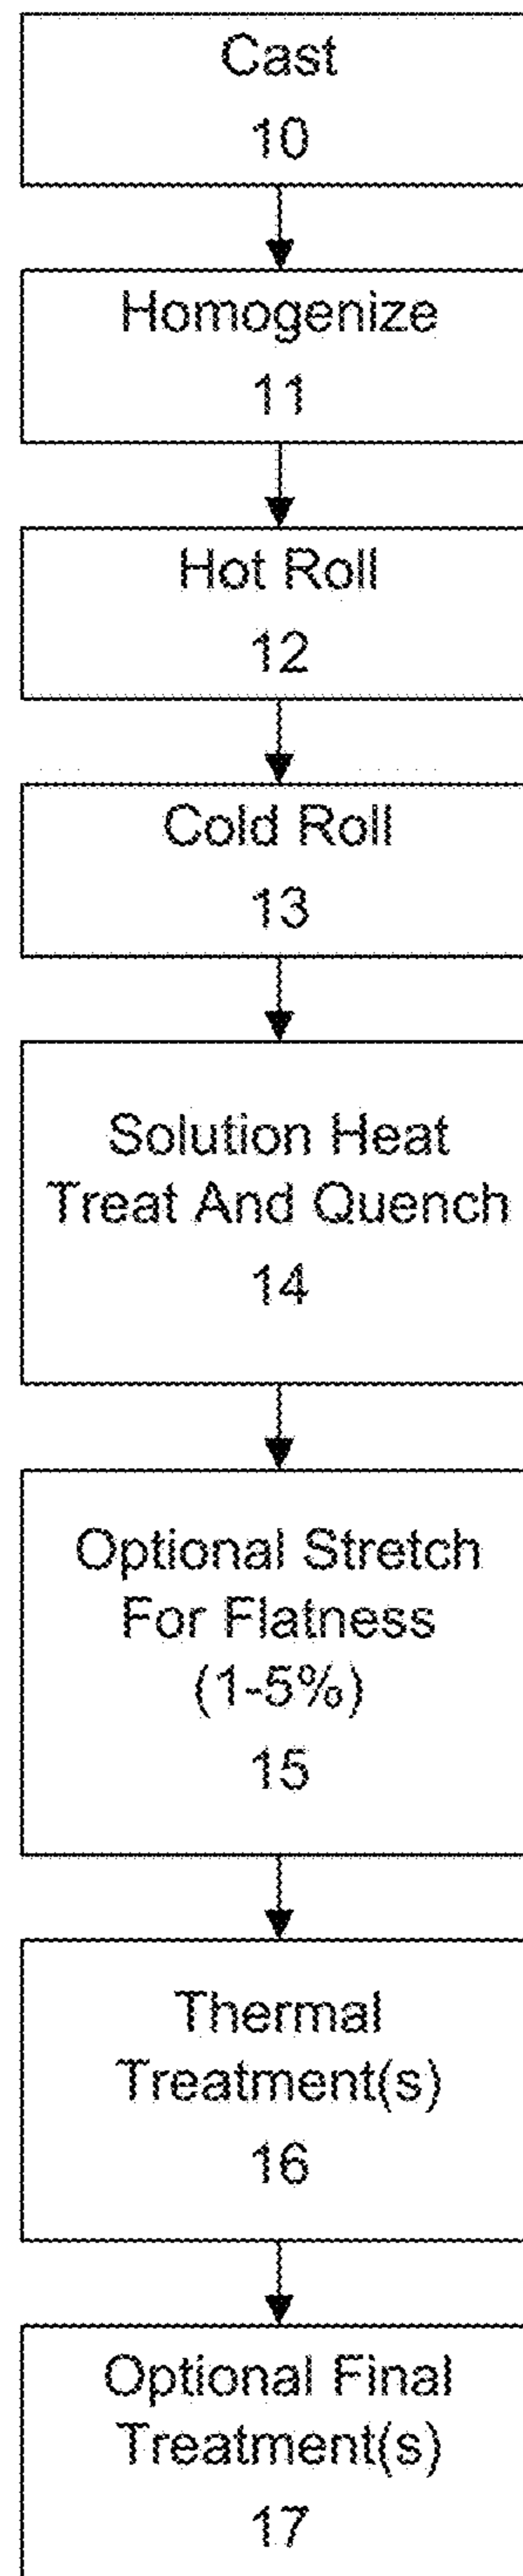 Cast
10
Homogenize
11
Hot Roll
12
Cold Roll
13
Solution Heat
Treat And Quench
14
Optional Stretch
For Flatness
(1-5%)
15
Thermal
Treatment(s)
16
Optional Final
Treatment(s)
17